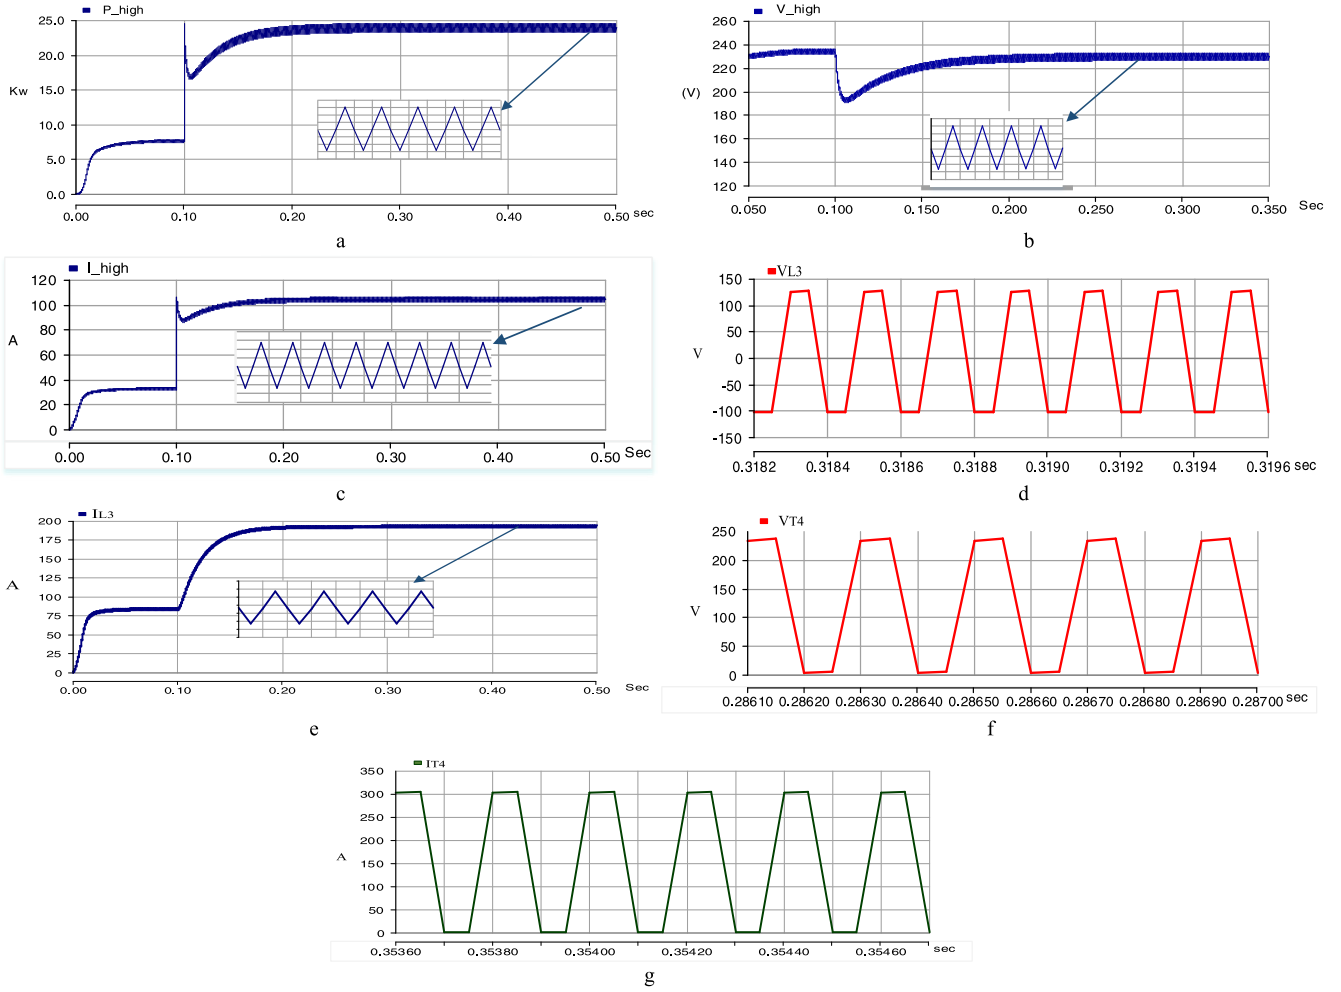 P_high
25.0
20.0
Kw
15.0
10.0
5.0
0.0
0.00 0.10 0.20 0.30 0.40 0.50 sec
a
V_high
260
240
220
(V) 200
180
160
140
120
0.050 0.100 0.150 0.200 0.250 0.300 0.350 Sec
b
I_high
120
100
80
A
60
40
20
0
0.00 0.10 0.20 0.30 0.40 0.50 Sec
c
VL3
150
100
50
V 0
-50
-100
-150
0.3182 0.3184 0.3186 0.3188 0.3190 0.3192 0.3194 0.3196 sec
d
IL3
200
175
150
125
A
100
75
50
25
0
0.00 0.10 0.20 0.30 0.40 0.50 Sec
e
VT4
250
200
150
V
100
50
0
0.28610 0.28620 0.28630 0.28640 0.28650 0.28660 0.28670 0.28690 0.28700 sec
f
IT4
350
300
250
200
A
150
100
50
0
0.35360 0.35380 0.35400 0.35420 0.35440 0.35460 sec
g